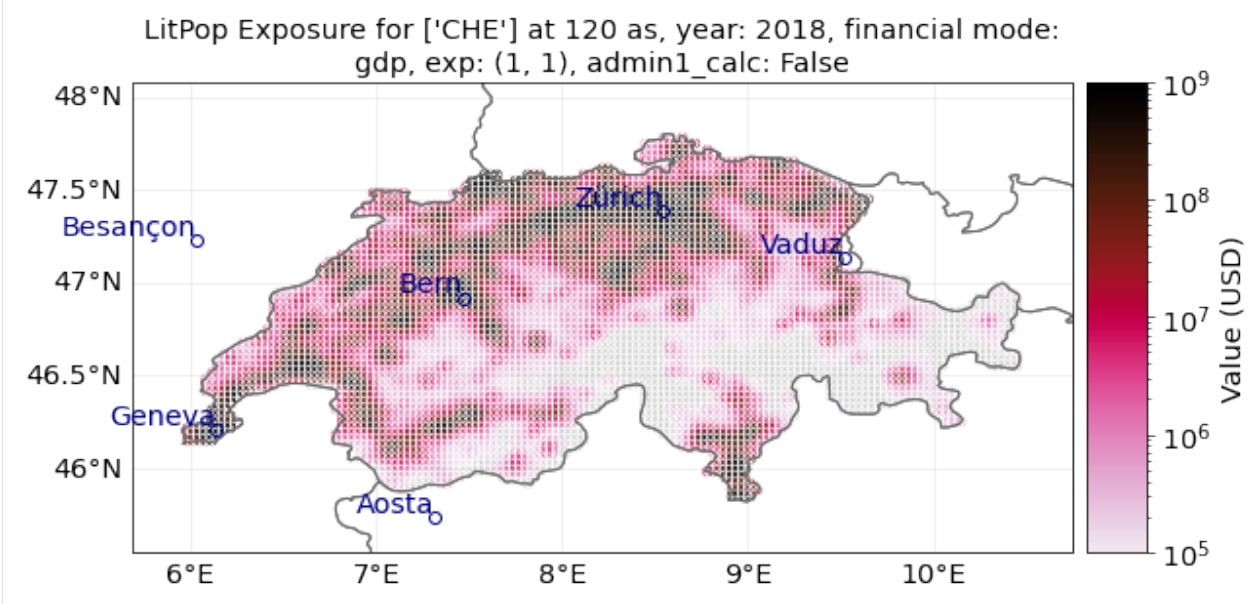 LitPop Exposure for ['CHE'] at 120 as, year: 2018, financial mode:
gdp, exp: (1, 1), admin1_calc: False
48°N
47.5°N
47°N
46.5°N
46°N
6°E
7°E
8°E
9°E
10°E
Besançon
Zürich
Vaduz
Bern
Geneva
Aosta
10⁹
10⁸
10⁷
10⁶
10⁵
Value (USD)